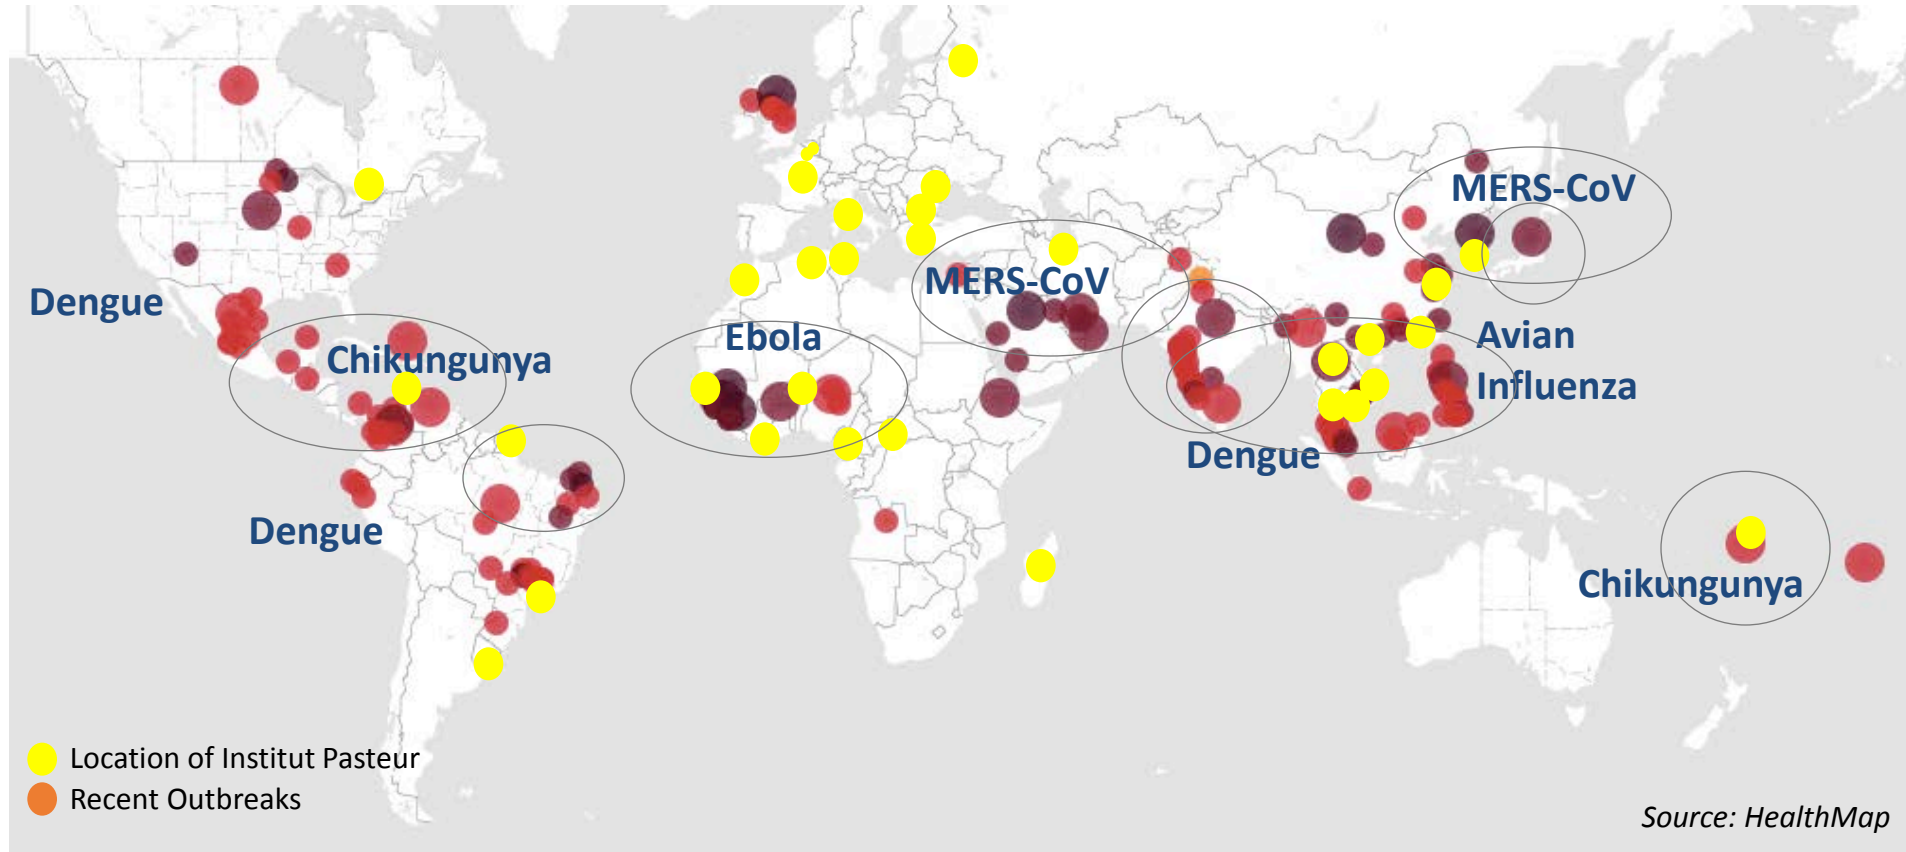 MERS-CoV
MERS-CoV
Dengue
Ebola
Chikungunya
Avian
Influenza
Dengue
Dengue
Chikungunya
Location of Institut Pasteur
Recent Outbreaks
Source: HealthMap